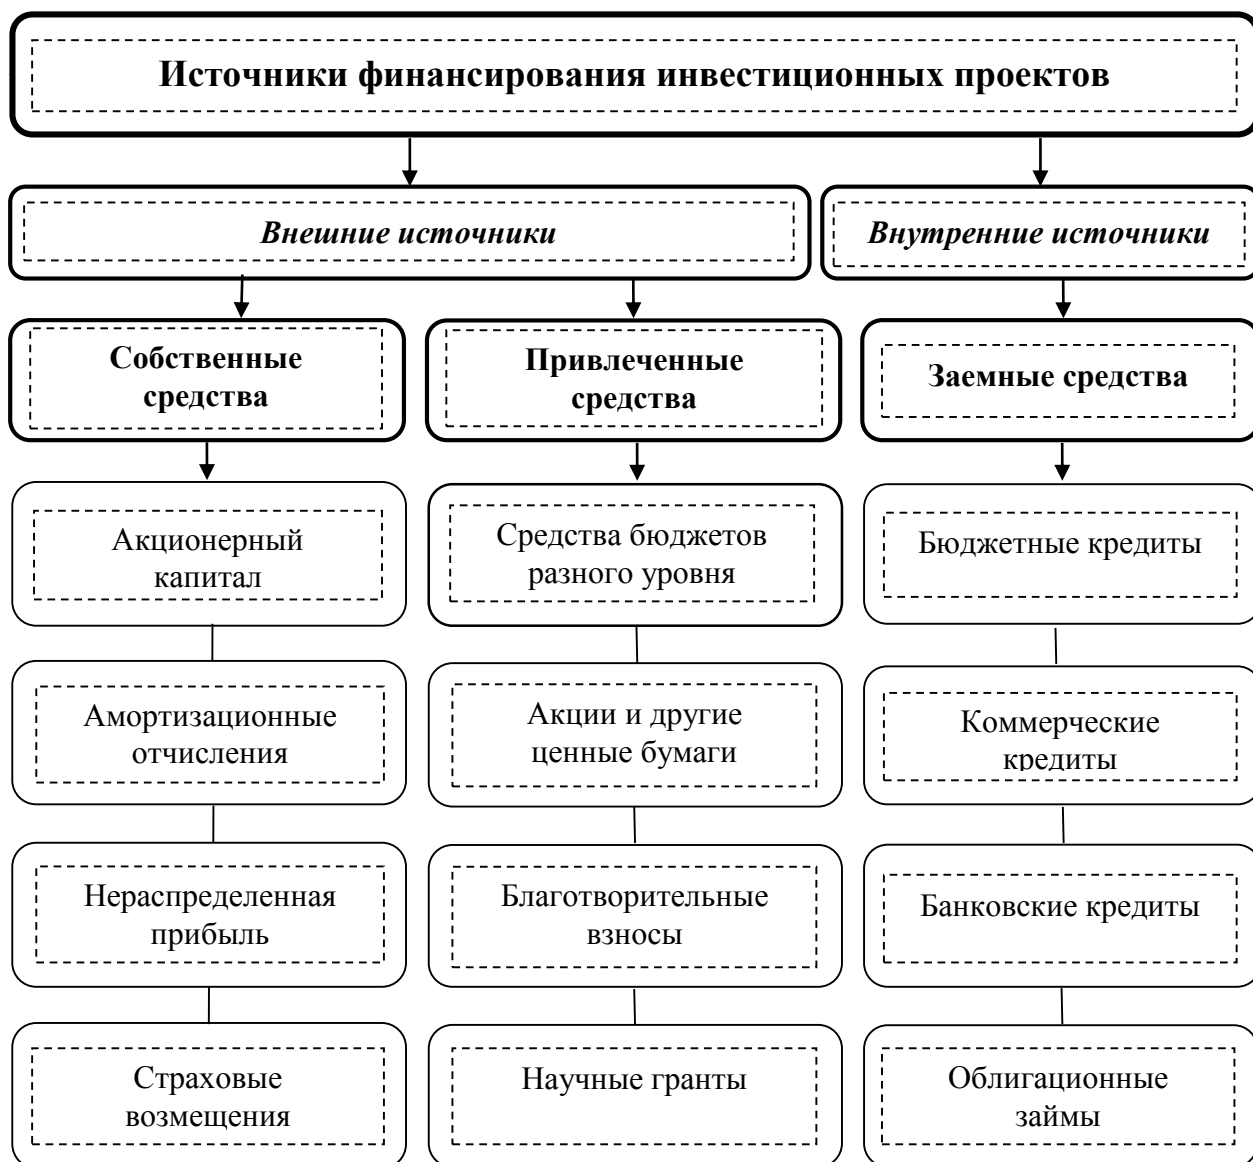 Источники финансирования инвестиционных проектов
Внешние источники
Внутренние источники
Собственные
средства
Привлеченные
средства
Заемные средства
Акционерный
капитал
Средства бюджетов
разного уровня
Бюджетные кредиты
Амортизационные
отчисления
Акции и другие
ценные бумаги
Коммерческие
кредиты
Нераспределенная
прибыль
Благотворительные
взносы
Банковские кредиты
Страховые
возмещения
Научные гранты
Облигационные
займы